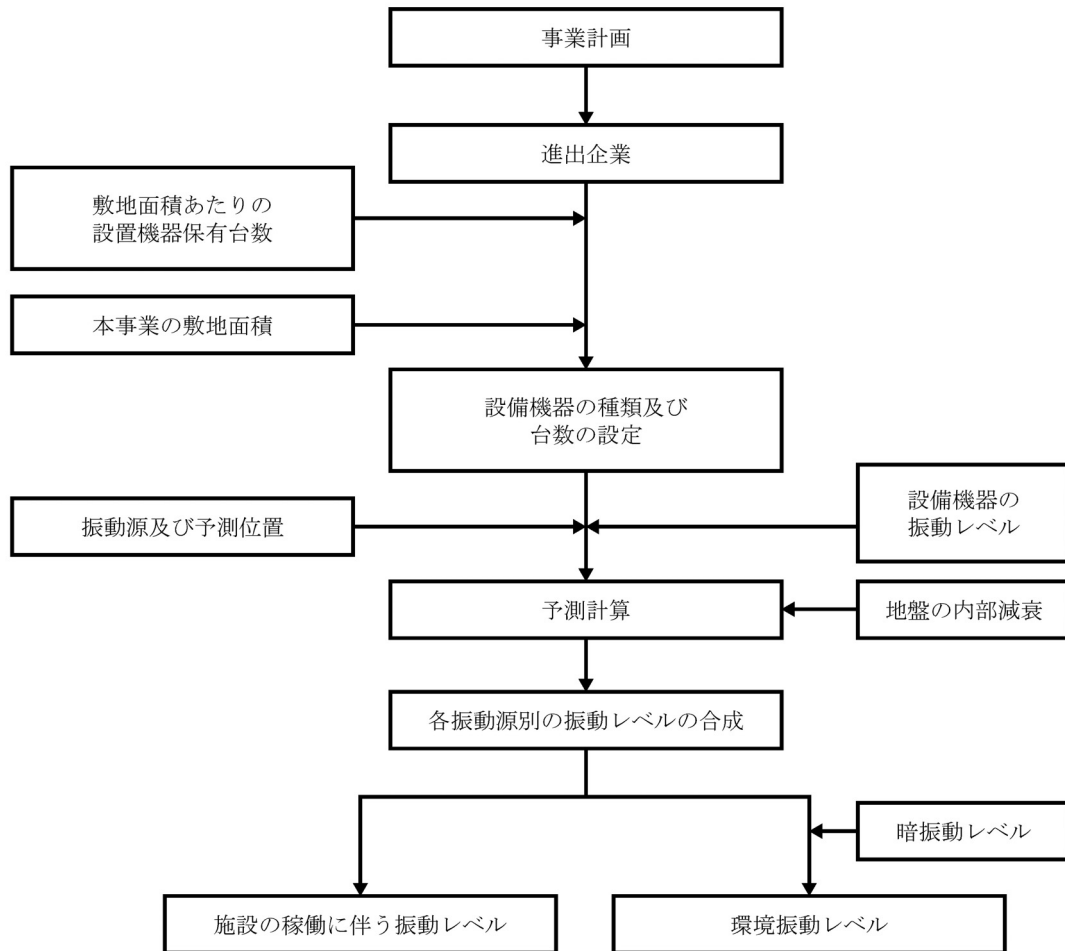 事業計画
進出企業
敷地面積あたりの
設置機器保有台数
本事業の敷地面積
設備機器の種類及び
台数の設定
振動源及び予測位置
設備機器の
振動レベル
予測計算
地盤の内部減衰
各振動源別の振動レベルの合成
暗振動レベル
施設の稼働に伴う振動レベル
環境振動レベル